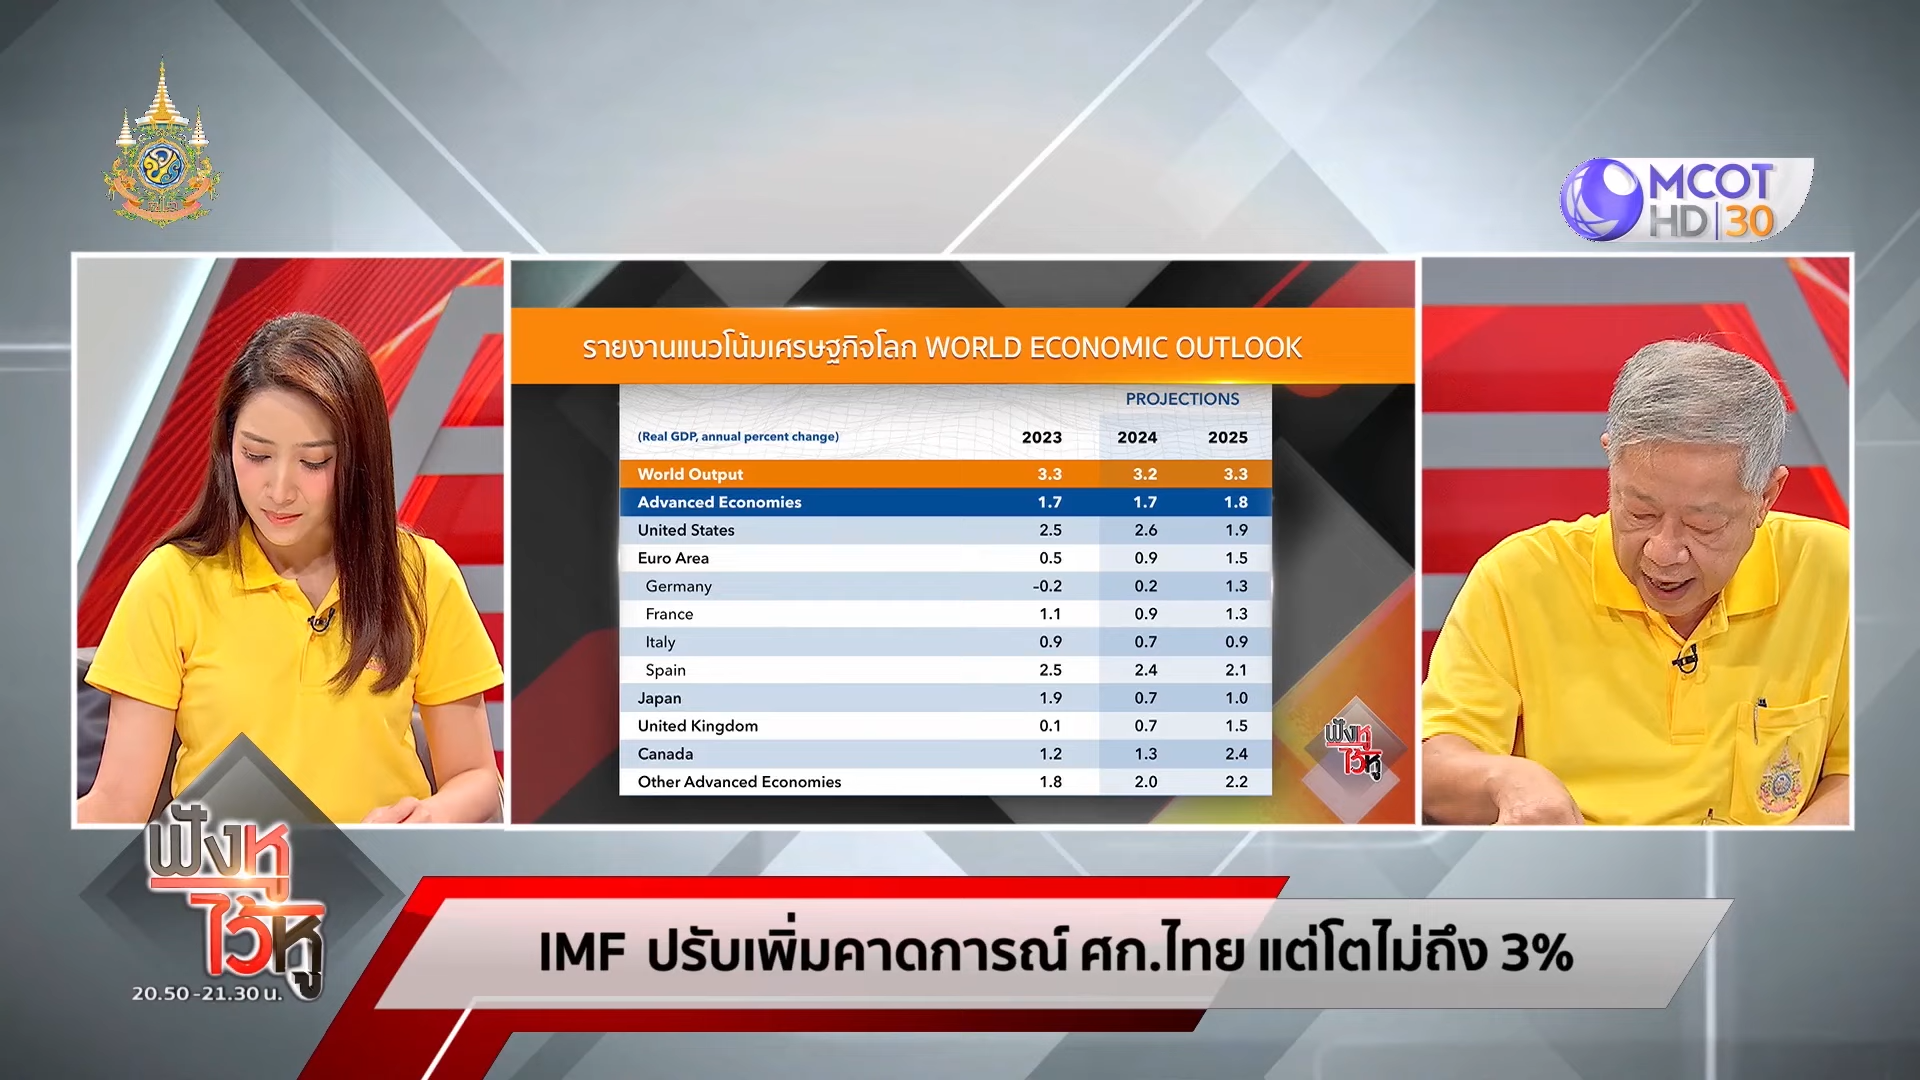 MCOT
HD|30
รายงานแนวโน้มเศรษฐกิจโลก WORLD ECONOMIC OUTLOOK
PROJECTIONS
(Real GDP, annual percent change) 2023 2024 2025
World Output 3.3 3.2 3.3
Advanced Economies 1.7 1.7 1.8
United States 2.5 2.6 1.9
Euro Area 0.5 0.9 1.5
Germany -0.2 0.2 1.3
France 1.1 0.9 1.3
Italy 0.9 0.7 0.9
Spain 2.5 2.4 2.1
Japan 1.9 0.7 1.0
United Kingdom 0.1 0.7 1.5
Canada 1.2 1.3 2.4
Other Advanced Economies 1.8 2.0 2.2
ฟังหู
ไว้หู
ฟังหู
ไว้หู
20.50 -21.30 น.
IMF ปรับเพิ่มคาดการณ์ ศก.ไทย แต่โตไม่ถึง 3%